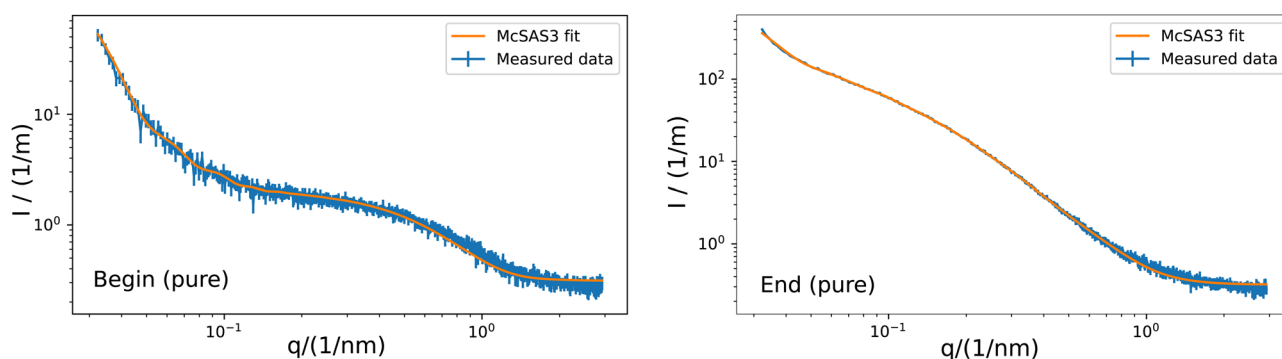 McSAS3 fit
Measured data
I / (1/m)
10¹
10⁰
Begin (pure)
10⁻¹
10⁰
q/(1/nm)
McSAS3 fit
Measured data
I / (1/m)
10²
10¹
10⁰
End (pure)
10⁻¹
10⁰
q/(1/nm)